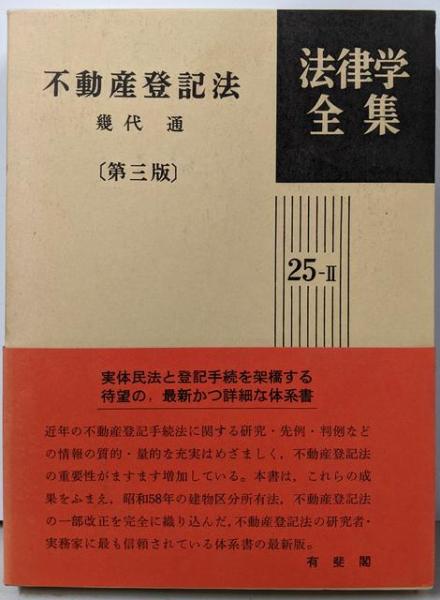 不動産登記法
幾代 通
〔第三版〕
法律学
全集
25-Ⅱ
実体民法と登記手続を架橋する
待望の，最新かつ詳細な体系書
近年の不動産登記手続法に関する研究・先例・判例など
の情報の質的・量的な充実はめざましく，不動産登記法
の重要性がますます増加している。本書は，これらの成
果をふまえ，昭和58年の建物区分所有法，不動産登記法
の一部改正を完全に織り込んだ，不動産登記法の研究者・
実務家に最も信頼されている体系書の最新版。
有斐閣